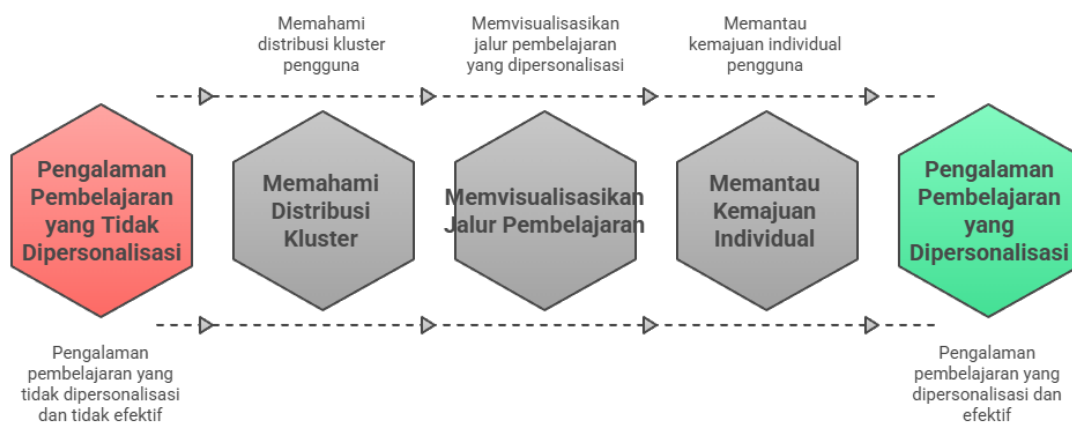 Memahami
distribusi kluster
pengguna
Memvisualisasikan
jalur pembelajaran
yang dipersonalisasi
Memantau
kemajuan individual
pengguna
Pengalaman
Pembelajaran
yang Tidak
Dipersonalisasi
Memahami
Distribusi
Kluster
Memvisualisasikan
Jalur Pembelajaran
Memantau
Kemajuan
Individual
Pengalaman
Pembelajaran
yang
Dipersonalisasi
Pengalaman
pembelajaran yang
tidak dipersonalisasi
dan tidak efektif
Pengalaman
pembelajaran yang
dipersonalisasi dan
efektif